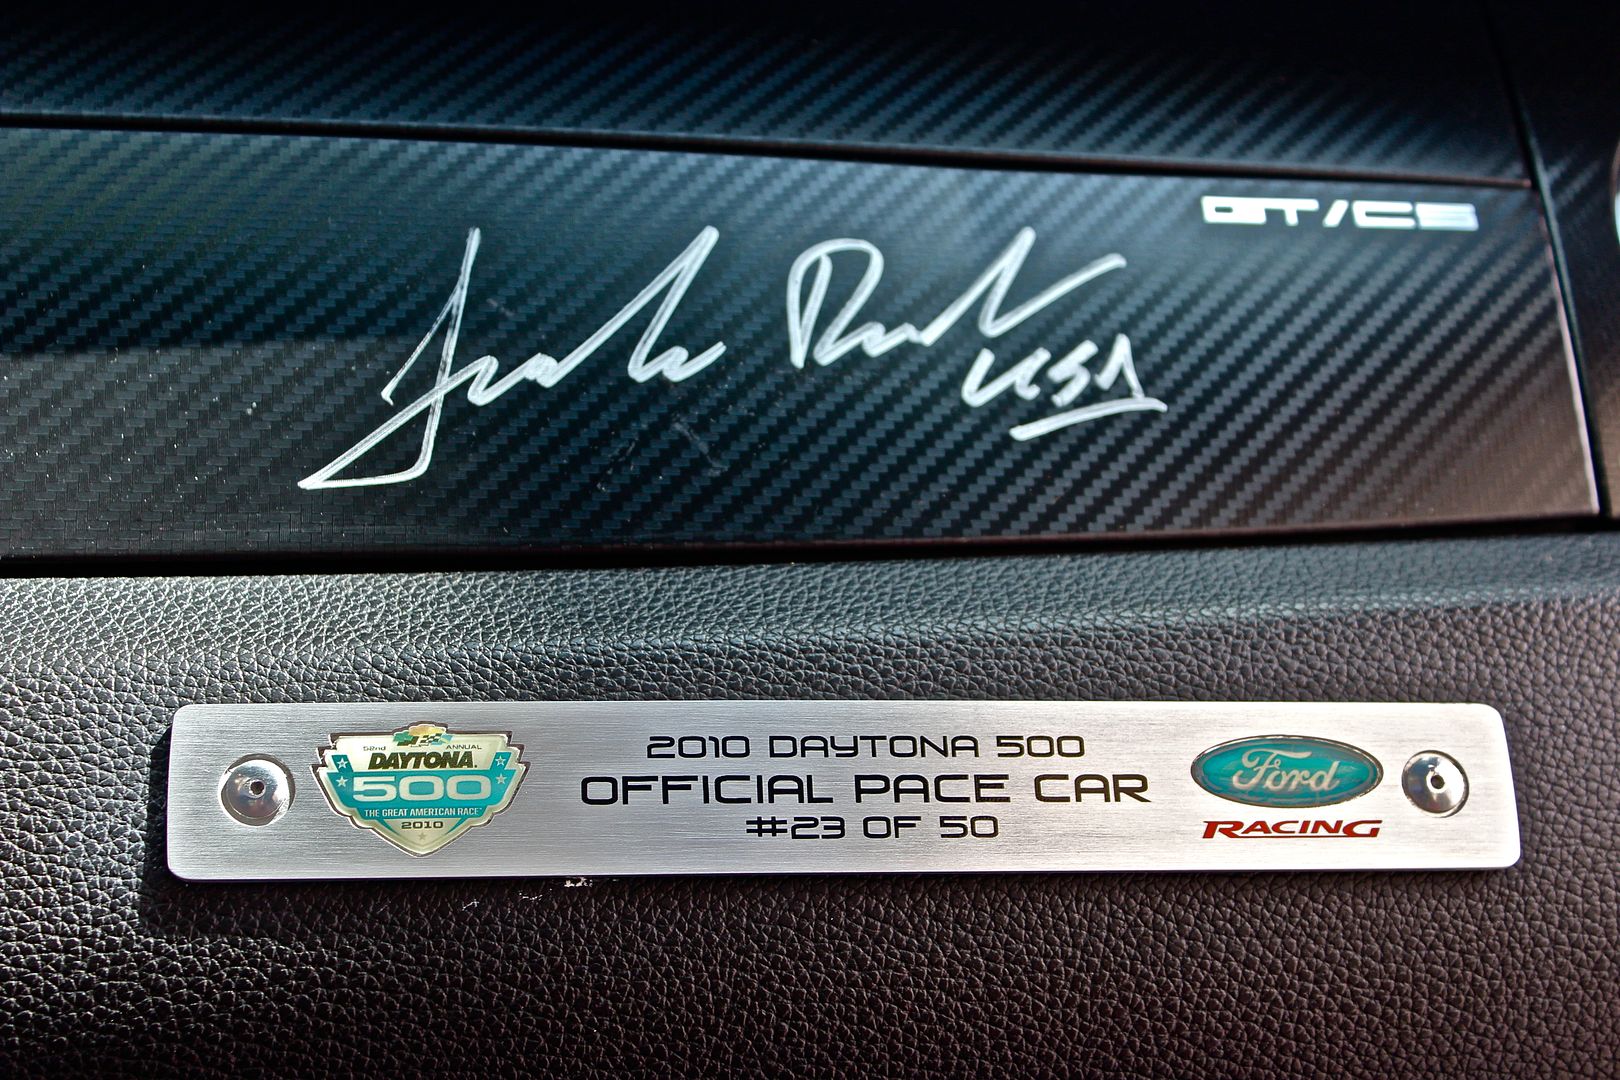 GT/CS
USA
52nd ANNUAL
DAYTONA
500
THE GREAT AMERICAN RACE
2010
2010 DAYTONA 500
OFFICIAL PACE CAR
#23 OF 50
Ford
RACING